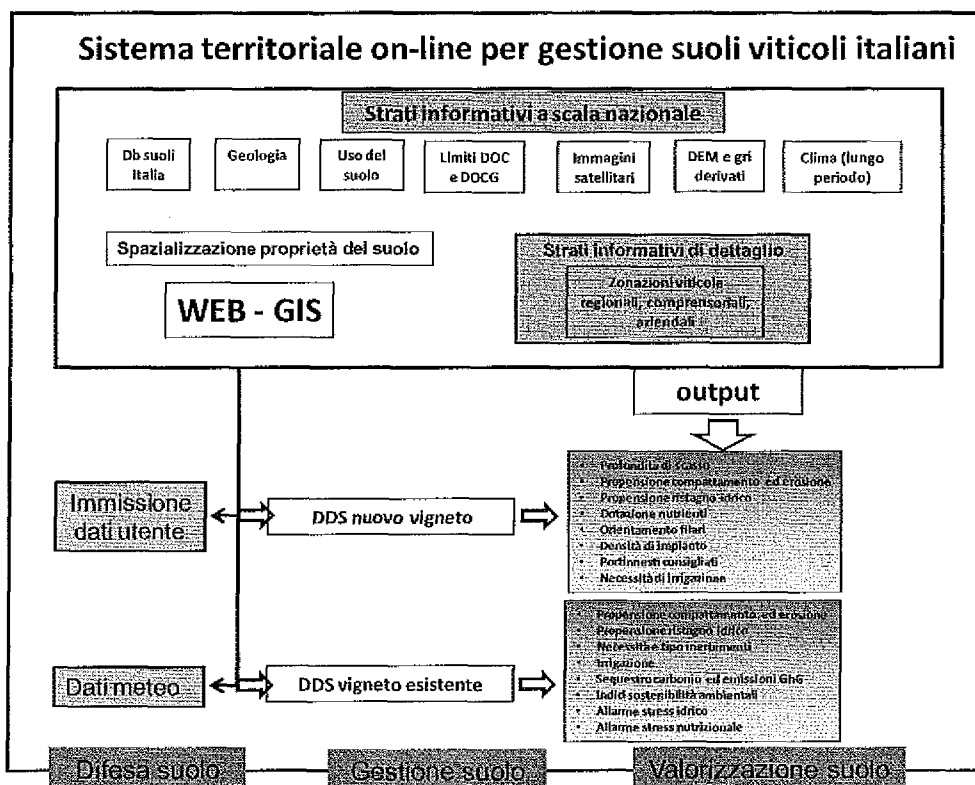 Sistema territoriale on-line per gestione suoli viticoli italiani
Strati informativi a scala nazionale
Db suoli
Italia
Geologia
Uso del
suolo
Limiti DOC
e DOCG
Immagini
satellitari
DEM e gri
derivati
Clima (lungo
periodo)
Spazializzazione proprietà del suolo
Strati informativi di dettaglio
Zonazioni viticole
regionali, comprensoriali,
aziendali
WEB - GIS
output
Immissione
dati utente
DDS nuovo vigneto
• Profondità di scasso
• Propensione compattamento ed erosione
• Propensione ristagno idrico
• Dotazione nutrienti
• Orientamento filari
• Densità di impianto
• Portinnesti consigliati
• Necessità di irrigazione
Dati meteo
DDS vigneto esistente
• Propensione compattamento ed erosione
• Propensione ristagno idrico
• Necessità e tipo inerbimenti
• Irrigazione
• Sequestro carbonio ed emissioni GhG
• Indici sostenibilità ambientali
• Allarme stress idrico
• Allarme stress nutrizionale
Difesa suolo
Gestione suolo
Valorizzazione suolo